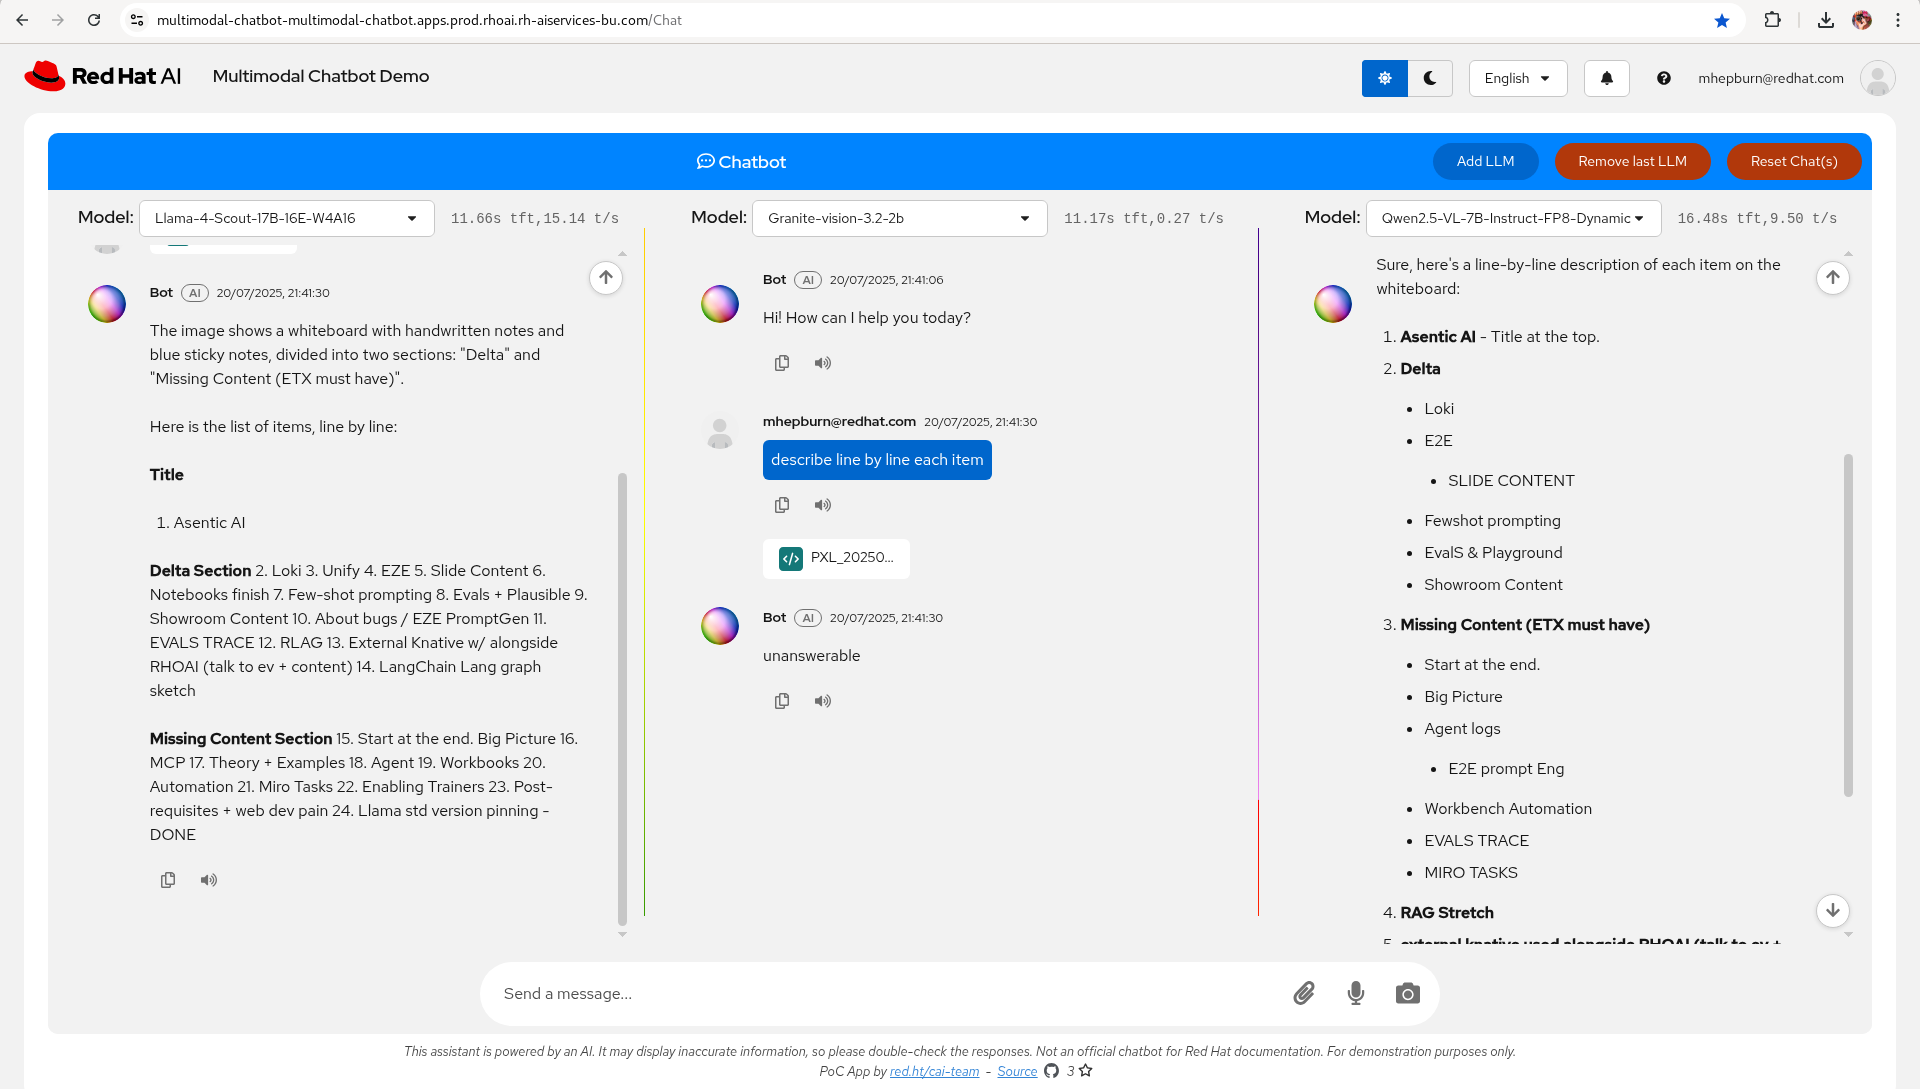 multimodal-chatbot-multimodal-chatbot.apps.prod.rhoai.rh-aiservices-bu.com/Chat
Red Hat AI
Multimodal Chatbot Demo
English
mhepburn@redhat.com
Chatbot
Add LLM
Remove last LLM
Reset Chat(s)
Model:
Llama-4-Scout-17B-16E-W4A16
11.66s tft,15.14 t/s
Bot AI 20/07/2025, 21:41:30
The image shows a whiteboard with handwritten notes and
blue sticky notes, divided into two sections: "Delta" and
"Missing Content (ETX must have)".
Here is the list of items, line by line:
Title
1. Asentic AI
Delta Section 2. Loki 3. Unify 4. EZE 5. Slide Content 6.
Notebooks finish 7. Few-shot prompting 8. Evals + Plausible 9.
Showroom Content 10. About bugs / EZE PromptGen 11.
EVALS TRACE 12. RLAG 13. External Knative w/ alongside
RHOAI (talk to ev + content) 14. LangChain Lang graph
sketch
Missing Content Section 15. Start at the end. Big Picture 16.
MCP 17. Theory + Examples 18. Agent 19. Workbooks 20.
Automation 21. Miro Tasks 22. Enabling Trainers 23. Post-
requisites + web dev pain 24. Llama std version pinning -
DONE
Model:
Granite-vision-3.2-2b
11.17s tft,0.27 t/s
Bot AI 20/07/2025, 21:41:06
Hi! How can I help you today?
mhepburn@redhat.com 20/07/2025, 21:41:30
describe line by line each item
PXL_20250...
Bot AI 20/07/2025, 21:41:30
unanswerable
Model:
Qwen2.5-VL-7B-Instruct-FP8-Dynamic
16.48s tft,9.50 t/s
Sure, here's a line-by-line description of each item on the
whiteboard:
1. Asentic AI - Title at the top.
2. Delta
• Loki
• E2E
• SLIDE CONTENT
• Fewshot prompting
• EvalS & Playground
• Showroom Content
3. Missing Content (ETX must have)
• Start at the end.
• Big Picture
• Agent logs
• E2E prompt Eng
• Workbench Automation
• EVALS TRACE
• MIRO TASKS
4. RAG Stretch
5. external knative used alongside RHOAI (talk to ev +
Send a message...
This assistant is powered by an AI. It may display inaccurate information, so please double-check the responses. Not an official chatbot for Red Hat documentation. For demonstration purposes only.
PoC App by red.ht/cai-team - Source 3